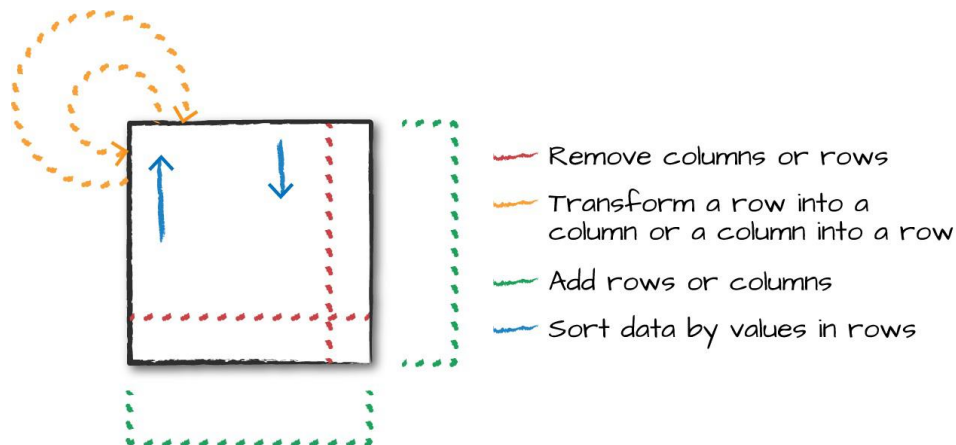 Remove columns or rows
Transform a row into a
column or a column into a row
Add rows or columns
Sort data by values in rows